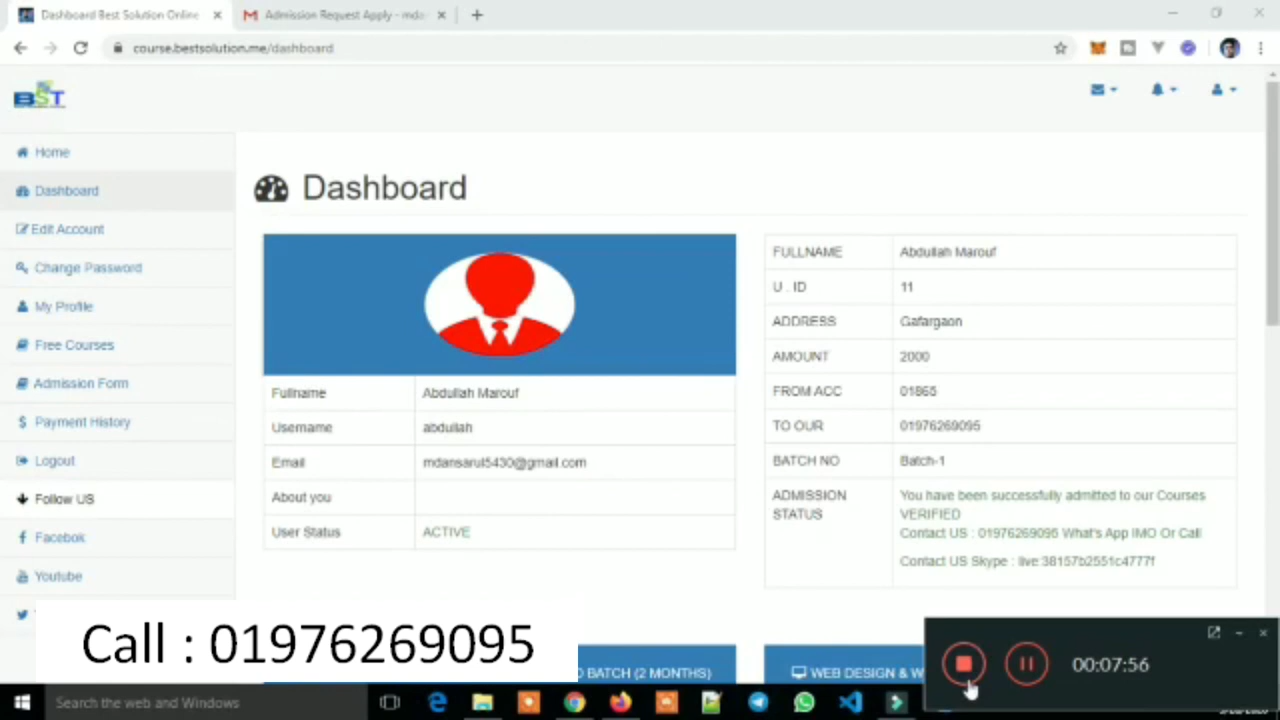 Dashboard Best Solution Online
Admission Request Apply - mda
course.bestsolution.me/dashboard
BST
Home
Dashboard
Edit Account
Change Password
My Profile
Free Courses
Admission Form
Payment History
Logout
Follow US
Facebok
Youtube
Dashboard
Fullname Abdullah Marouf
Username abdullah
Email mdansarul5430@gmail.com
About you
User Status ACTIVE
FULLNAME Abdullah Marouf
U . ID 11
ADDRESS Gafargaon
AMOUNT 2000
FROM ACC 01865
TO OUR 01976269095
BATCH NO Batch-1
ADMISSION STATUS You have been successfully admitted to our Courses
VERIFIED
Contact US : 01976269095 What's App IMO Or Call
Contact US Skype : live:38157b2551c4777f
Call : 01976269095
BATCH (2 MONTHS)
WEB DESIGN & W
00:07:56
Search the web and Windows